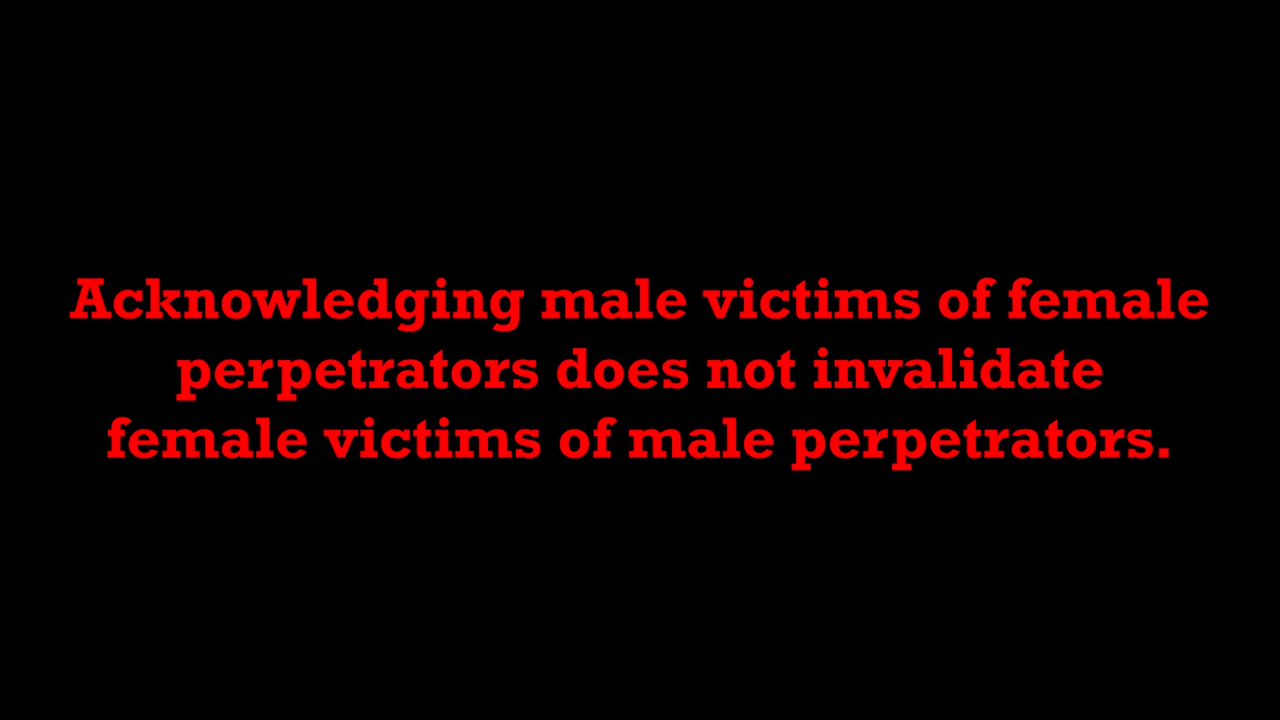 Acknowledging male victims of female
perpetrators does not invalidate
female victims of male perpetrators.